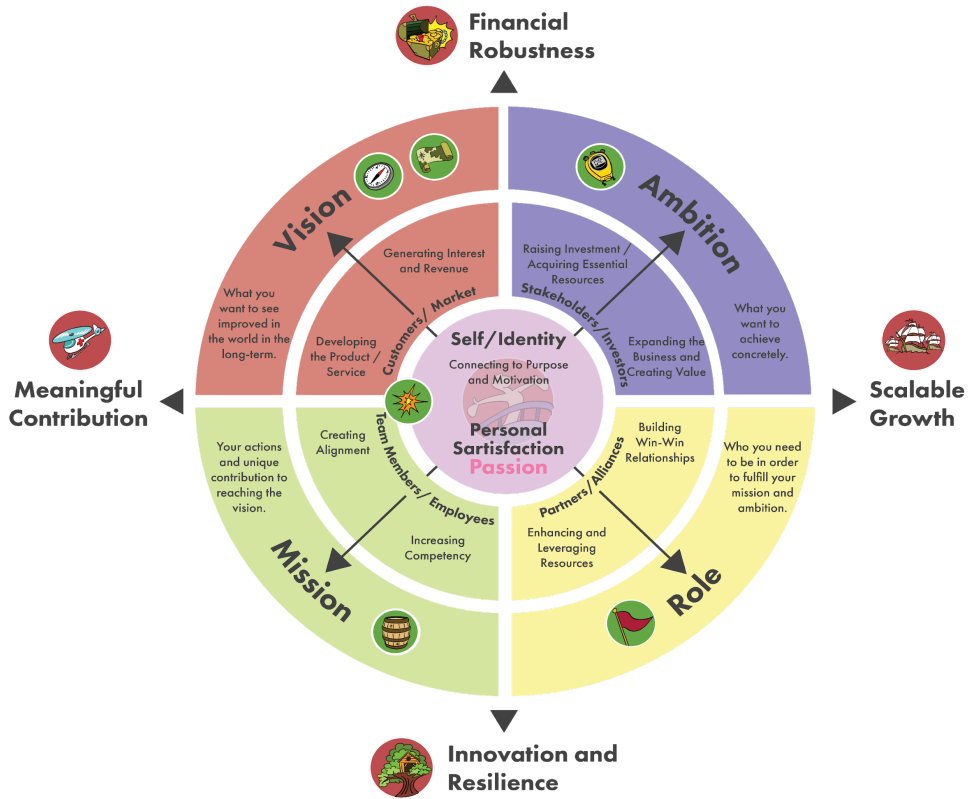 Financial
Robustness
Vision
Ambition
Generating Interest
and Revenue
Raising Investment /
Acquiring Essential
Resources
What you
want to see
improved in
the world in the
long-term.
Developing
the Product /
Service
Customers/ Market
Stakeholders/Investors
Expanding the
Business and
Creating Value
What you
want to
achieve
concretely.
Self/Identity
Connecting to Purpose
and Motivation
Personal
Sartisfaction
Passion
Meaningful
Contribution
Scalable
Growth
Your actions
and unique
contribution to
reaching the
vision.
Creating
Alignment
Team Members/ Employees
Increasing
Competency
Mission
Partners/Alliances
Building
Win-Win
Relationships
Enhancing and
Leveraging
Resources
Who you need
to be in order
to fulfill your
mission and
ambition.
Role
Innovation and
Resilience